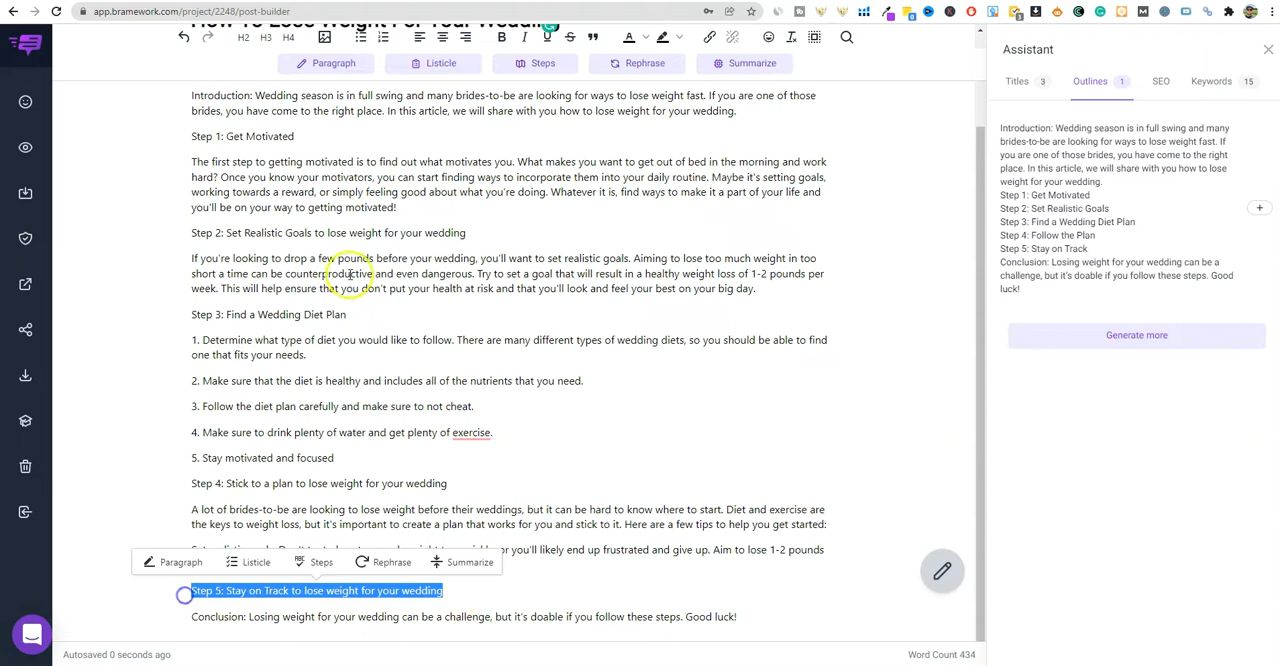 app.bramework.com/project/2248/post-builder
How To Lose Weight For Your Wedding
H2 H3 H4 B I U S A
Paragraph Listicle Steps Rephrase Summarize
Introduction: Wedding season is in full swing and many brides-to-be are looking for ways to lose weight fast. If you are one of those
brides, you have come to the right place. In this article, we will share with you how to lose weight for your wedding.
Step 1: Get Motivated
The first step to getting motivated is to find out what motivates you. What makes you want to get out of bed in the morning and work
hard? Once you know your motivators, you can start finding ways to incorporate them into your daily routine. Maybe it's setting goals,
working towards a reward, or simply feeling good about what you're doing. Whatever it is, find ways to make it a part of your life and
you'll be on your way to getting motivated!
Step 2: Set Realistic Goals to lose weight for your wedding
If you're looking to drop a few pounds before your wedding, you'll want to set realistic goals. Aiming to lose too much weight in too
short a time can be counterproductive and even dangerous. Try to set a goal that will result in a healthy weight loss of 1-2 pounds per
week. This will help ensure that you don't put your health at risk and that you'll look and feel your best on your big day.
Step 3: Find a Wedding Diet Plan
1. Determine what type of diet you would like to follow. There are many different types of wedding diets, so you should be able to find
one that fits your needs.
2. Make sure that the diet is healthy and includes all of the nutrients that you need.
3. Follow the diet plan carefully and make sure to not cheat.
4. Make sure to drink plenty of water and get plenty of exercise.
5. Stay motivated and focused
Step 4: Stick to a plan to lose weight for your wedding
A lot of brides-to-be are looking to lose weight before their weddings, but it can be hard to know where to start. Diet and exercise are
the keys to weight loss, but it's important to create a plan that works for you and stick to it. Here are a few tips to help you get started:
or you'll likely end up frustrated and give up. Aim to lose 1-2 pounds
Paragraph Listicle Steps Rephrase Summarize
Step 5: Stay on Track to lose weight for your wedding
Conclusion: Losing weight for your wedding can be a challenge, but it's doable if you follow these steps. Good luck!
Autosaved 0 seconds ago
Word Count 434
Assistant
Titles 3 Outlines 1 SEO Keywords 15
Introduction: Wedding season is in full swing and many
brides-to-be are looking for ways to lose weight fast. If
you are one of those brides, you have come to the right
place. In this article, we will share with you how to lose
weight for your wedding.
Step 1: Get Motivated
Step 2: Set Realistic Goals
Step 3: Find a Wedding Diet Plan
Step 4: Follow the Plan
Step 5: Stay on Track
Conclusion: Losing weight for your wedding can be a
challenge, but it's doable if you follow these steps. Good
luck!
Generate more